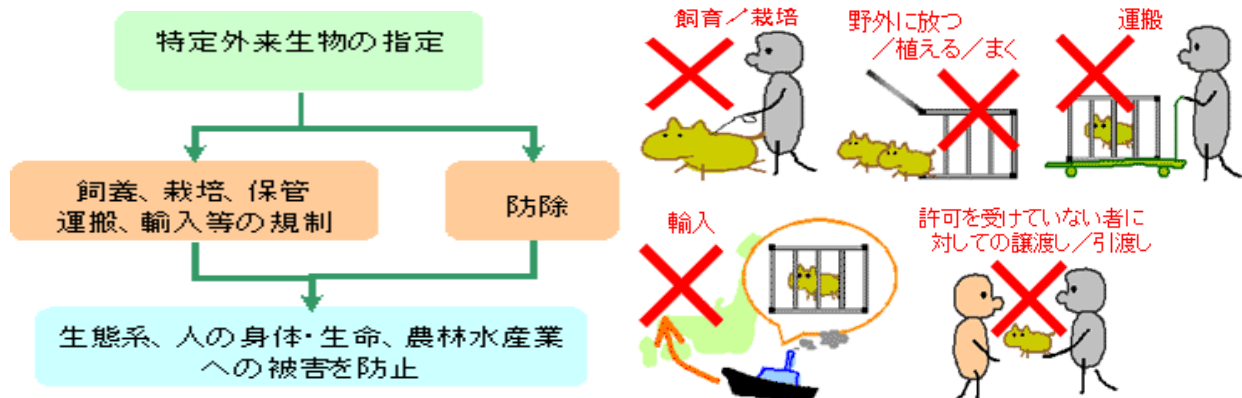 特定外来生物の指定
飼養、栽培、保管
運搬、輸入等の規制
防除
生態系、人の身体・生命、農林水産業
への被害を防止
飼育／栽培
野外に放つ
／植える／まく
運搬
輸入
許可を受けていない者に
対しての譲渡し／引渡し